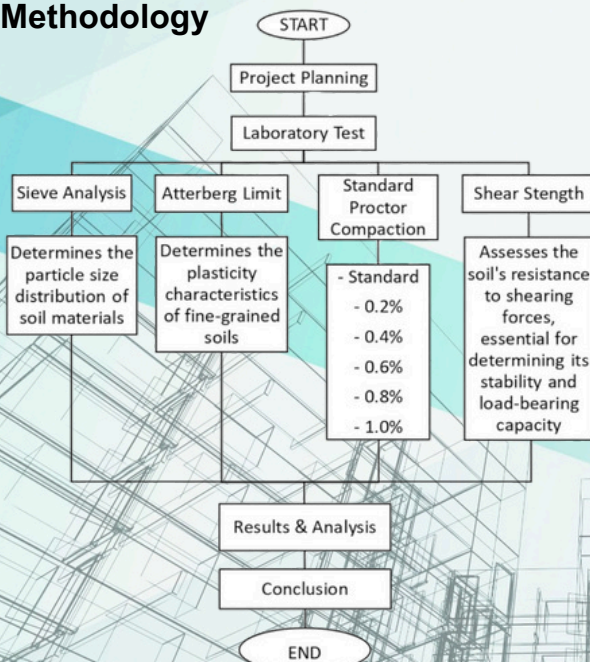 Methodology
START
Project Planning
Laboratory Test
Sieve Analysis
Determines the
particle size
distribution of
soil materials
Atterberg Limit
Determines the
plasticity
characteristics
of fine-grained
soils
Standard
Proctor
Compaction
- Standard
- 0.2%
- 0.4%
- 0.6%
- 0.8%
- 1.0%
Shear Stength
Assesses the
soil's resistance
to shearing
forces,
essential for
determining its
stability and
load-bearing
capacity
Results & Analysis
Conclusion
END